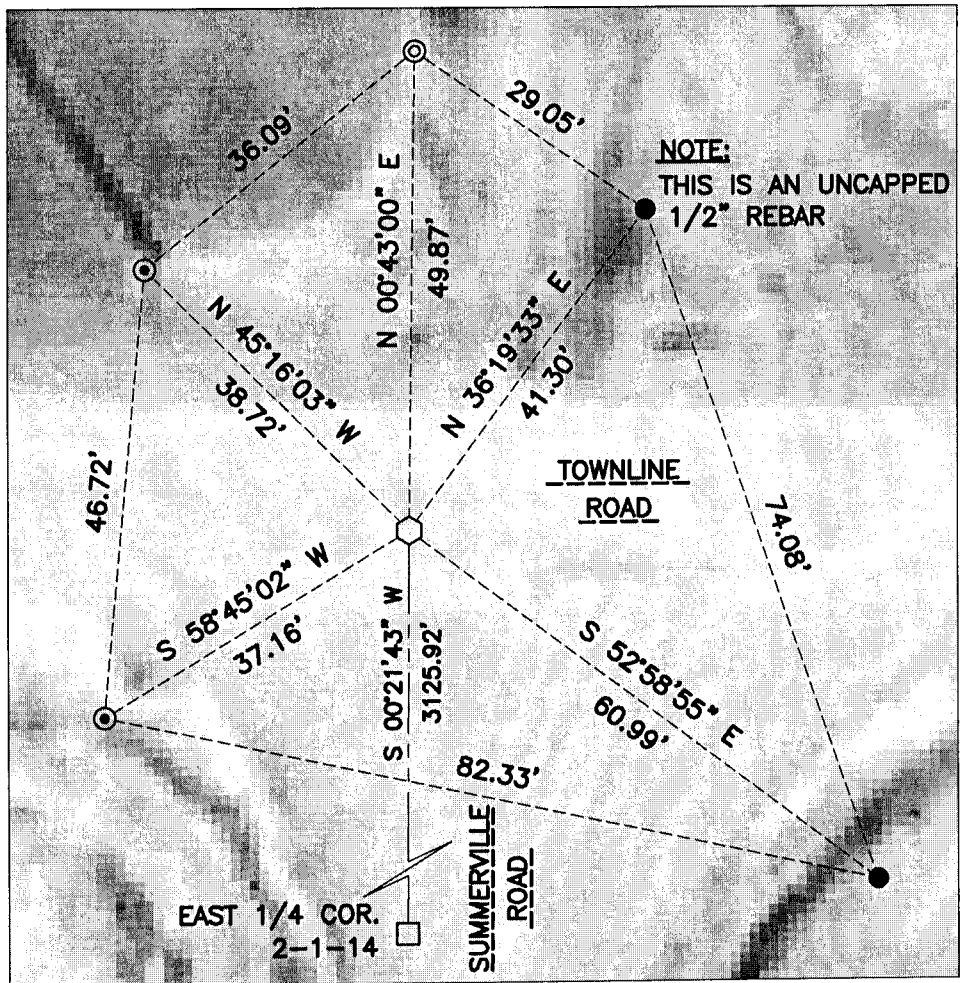 36.09'
29.05'
NOTE:
THIS IS AN UNCAPPED
1/2" REBAR
N 00°43'00" E
49.87'
N 45°16'03" W
38.72'
N 36°19'33" E
41.30'
46.72'
TOWNLINE
ROAD
74.08'
S 58°45'02" W
37.16'
S 00°21'43" W
3125.92'
S 52°58'55" E
60.99'
82.33'
SUMMERVILLE
ROAD
EAST 1/4 COR.
2-1-14